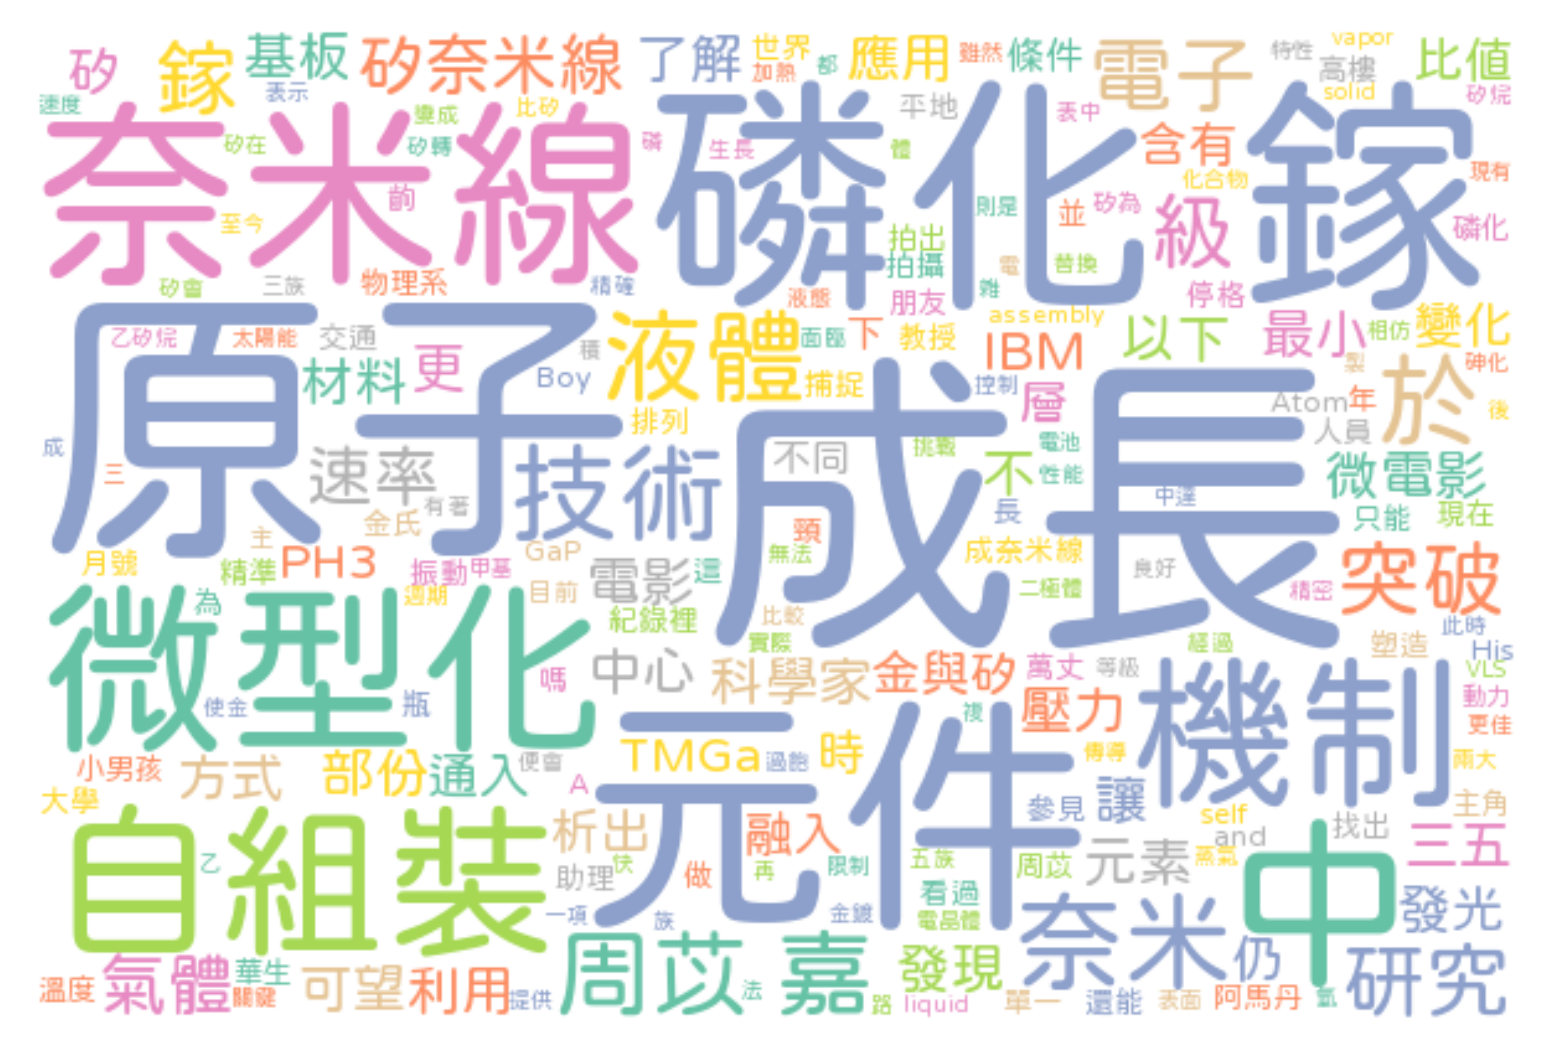 矽
鎵
基板
矽奈米線
了解
世界
加熱
都
應用
雖然
條件
電子
特性
vapor
高樓
solid
比值
速度
表示
矽烷
奈米線
變成
比矽
矽在
矽轉
至今
齣
磷
生長
磷化鎵
平地
體
表中
含有
化合物
現有
則是
並
矽為
級
磷化
拍出
拍攝
電
替換
矽會
三族
物理系
精確
液態
朋友
雜
停格
assembly
原子
乙矽烷
太陽能
交通
材料
更
積
Boy
液體
面臨
下
教授
捕捉
IBM
以下
最小
相仿
變化
製
砷化
控制
層
Atom
年
人員
於
後
成
三
速率
有著
金氏
主
排列
技術
不同
成長
挑戰
不
電池
性能
長
中達
微電影
只能
現在
頸
無法
成奈米線
良好
二極體
突破
精密
月號
精準
PH3
振動
甲基
週期
GaP
目前
電影
這
紀錄裡
比較
實際
為
微型化
使金
瓶
嗎
中心
科學家
金與矽
萬丈
等級
經過
塑造
此時
His
VLS
動力
更佳
壓力
複
機制
小男孩
方式
部份
通入
便會
A
TMGa
過飽
時
元件
傳導
兩大
大學
參見
讓
self
and
找出
主角
自組裝
乙
析出
助理
快
融入
做
再
限制
五族
周苡
元素
蒸氣
三五
看過
電晶體
中
發光
一項
族
金鍍
奈米
仍
研究
溫度
氣體
華生
關鍵
可望
利用
提供
周苡嘉
法
發現
路
liquid
單一
還能
表面
阿馬丹
氫